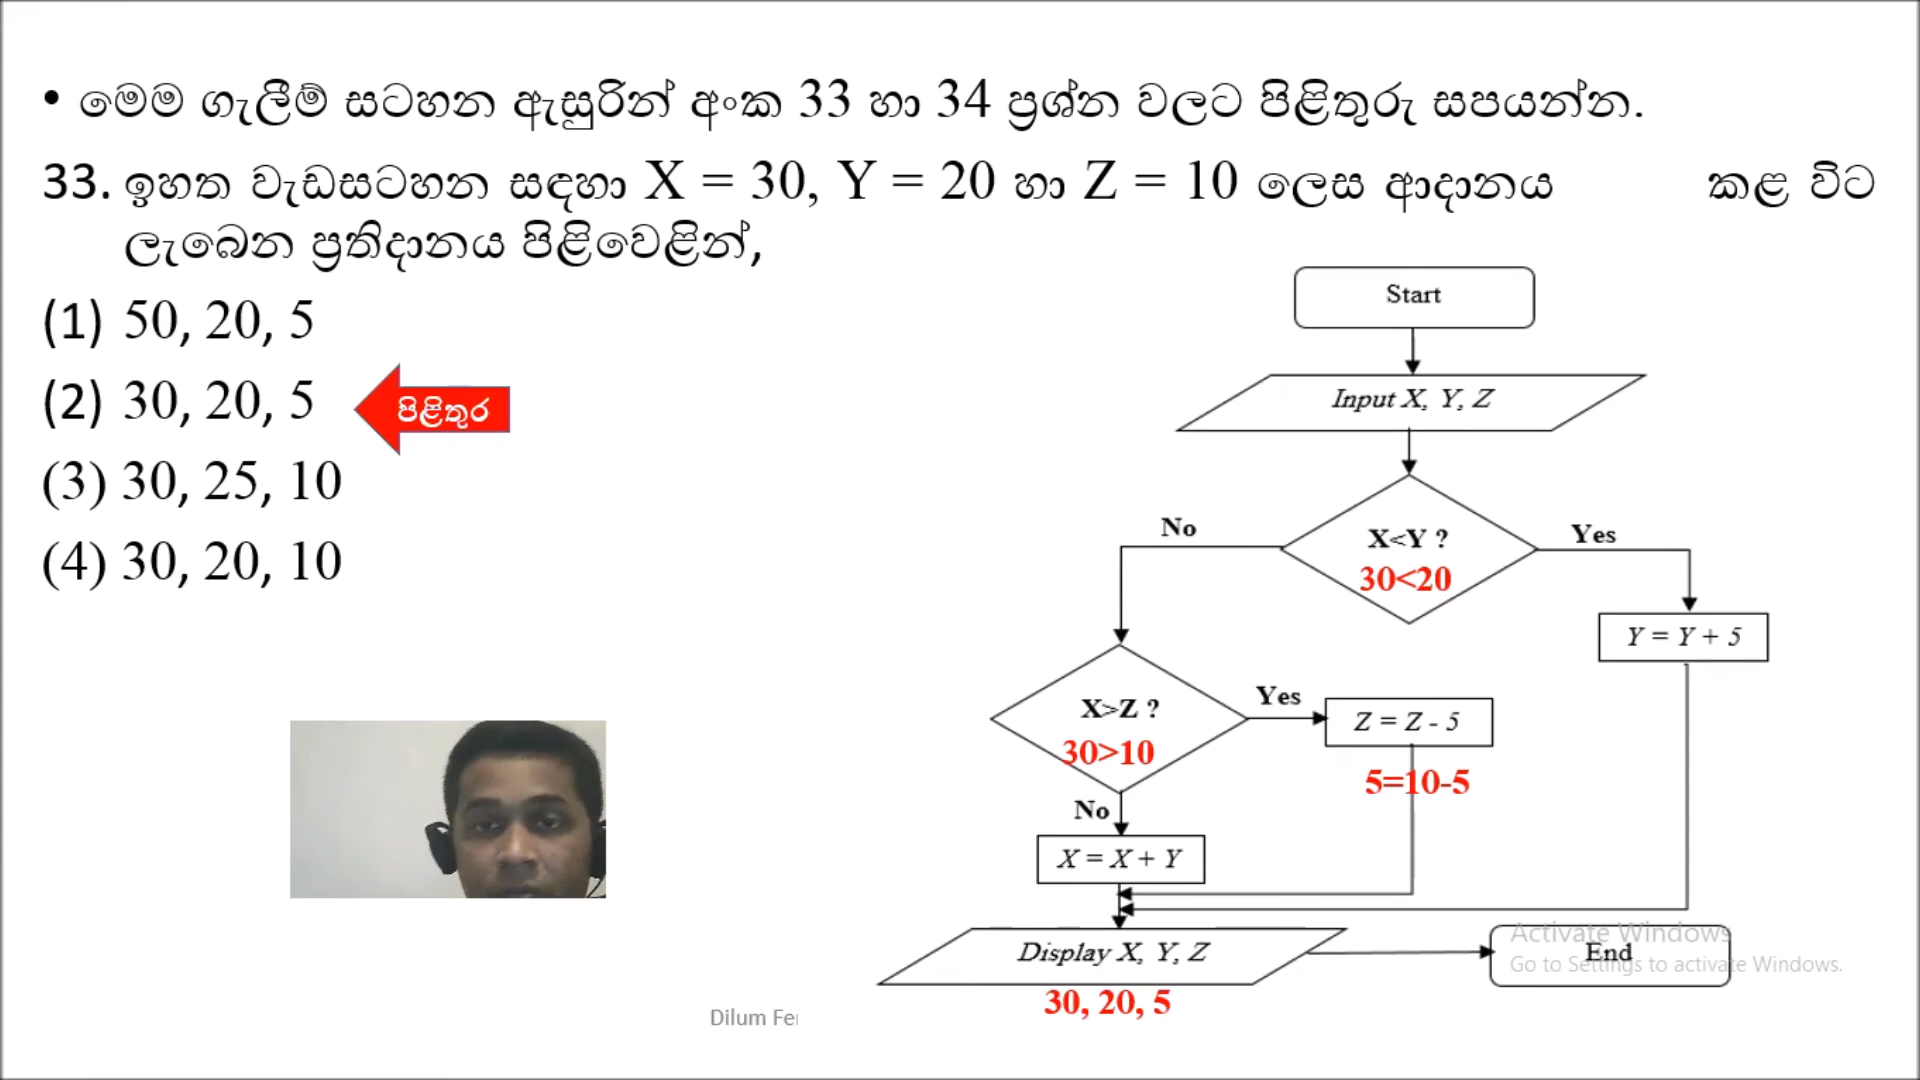 • මෙම ගැලීම් සටහන ඇසුරින් අංක 33 හා 34 ප්‍රශ්න වලට පිළිතුරු සපයන්න.
33. ඉහත වැඩසටහන සඳහා X = 30, Y = 20 හා Z = 10 ලෙස ආදානය කළ විට
ලැබෙන ප්‍රතිදානය පිළිවෙළින්,
(1) 50, 20, 5
(2) 30, 20, 5
පිළිතුර
(3) 30, 25, 10
(4) 30, 20, 10
Start
Input X, Y, Z
No
X<Y ?
Yes
30<20
Y = Y + 5
X>Z ?
Yes
Z = Z - 5
30>10
5=10-5
No
X = X + Y
Display X, Y, Z
End
30, 20, 5
Activate Windows
Go to Settings to activate Windows.
Dilum